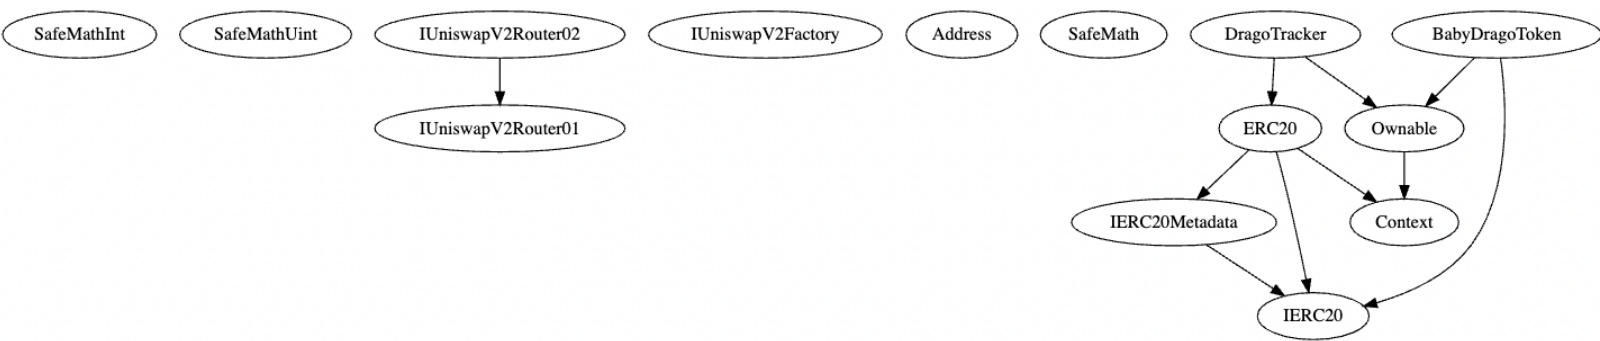 SafeMathInt
SafeMathUint
IUniswapV2Router02
IUniswapV2Factory
Address
SafeMath
DragoTracker
BabyDragoToken
IUniswapV2Router01
ERC20
Ownable
IERC20Metadata
Context
IERC20